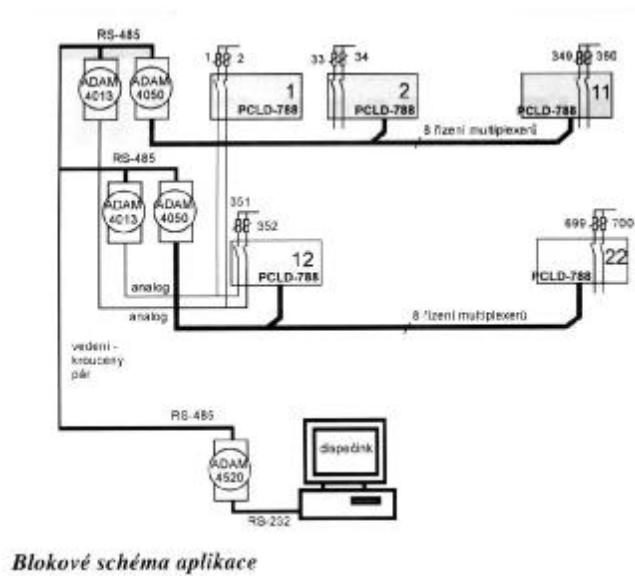 RS-485
ADAM 4013
ADAM 4050
1 2
1
PCLD-788
33 34
2
PCLD-788
349 350
11
PCLD-788
8 řízení multiplexerů
RS-485
ADAM 4013
ADAM 4050
351
352
12
PCLD-788
699 700
22
PCLD-788
analog
analog
8 řízení multiplexerů
vedení -
kroucený
pár
RS-485
ADAM 4520
dispečink
RS-232
Blokové schéma aplikace